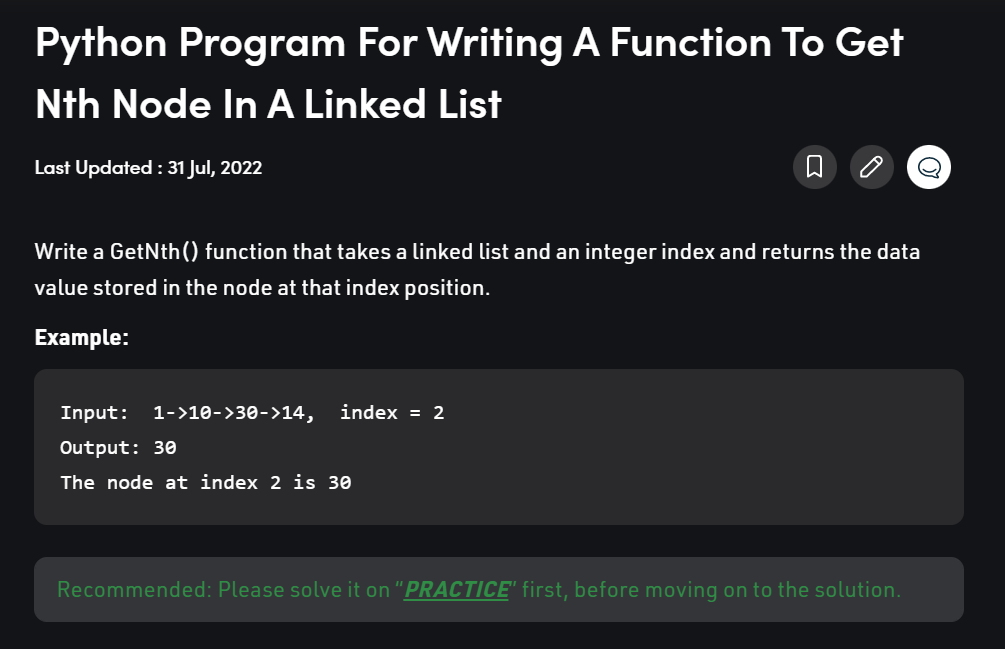 Python Program For Writing A Function To Get
Nth Node In A Linked List
Last Updated : 31 Jul, 2022
Write a GetNth() function that takes a linked list and an integer index and returns the data
value stored in the node at that index position.
Example:
Input:  1->10->30->14,  index = 2
Output: 30
The node at index 2 is 30
Recommended: Please solve it on “PRACTICE” first, before moving on to the solution.